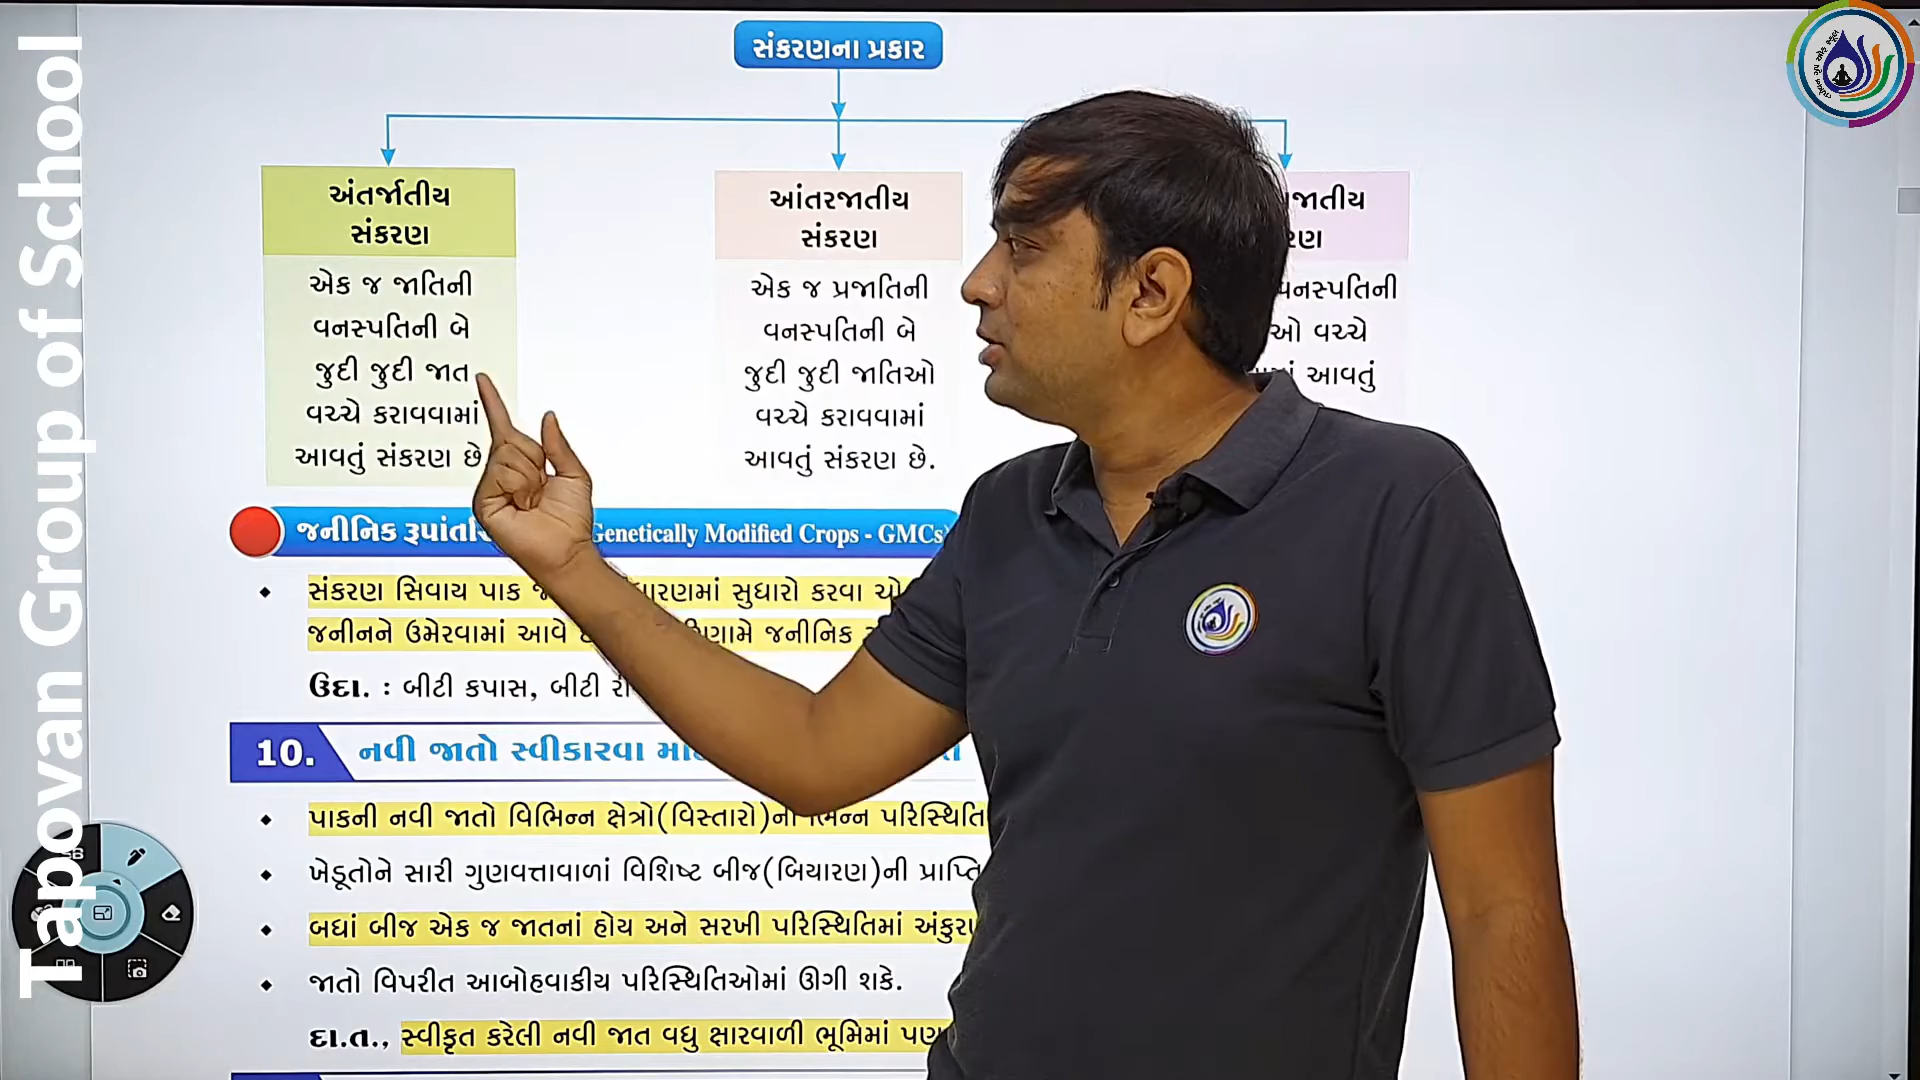 Tapovan Group of School
સંકરણના પ્રકાર
અંતર્જાતીય
સંકરણ
એક જ જાતિની
વનસ્પતિની બે
જુદી જુદી જાત
વચ્ચે કરાવવામાં
આવતું સંકરણ છે.
આંતરજાતીય
સંકરણ
એક જ પ્રજાતિની
વનસ્પતિની બે
જુદી જુદી જાતિઓ
વચ્ચે કરાવવામાં
આવતું સંકરણ છે.
વનસ્પતિની
વચ્ચે
આવતું
જનીનિક Genetically Modified Crops - GMCs)
સંકરણ સિવાય પાક સુધારો કરવા
જનીનને ઉમેરવામાં આવે જનીનિક
ઉદા. : બીટી કપાસ, બીટી
10. નવી જાતો સ્વીકારવા
પાકની નવી જાતો વિભિન્ન ક્ષેત્રો(વિસ્તારો)ની ભિન્ન
ખેડૂતોને સારી ગુણવત્તાવાળાં વિશિષ્ટ બીજ(બિયારણ)ની
બધાં બીજ એક જ જાતનાં હોય અને સરખી પરિસ્થિતિમાં
જાતો વિપરીત આબોહવાકીય પરિસ્થિતિઓમાં ઊગી શકે.
દા.ત., સ્વીકૃત કરેલી નવી જાત વધુ ક્ષારવાળી ભૂમિમાં